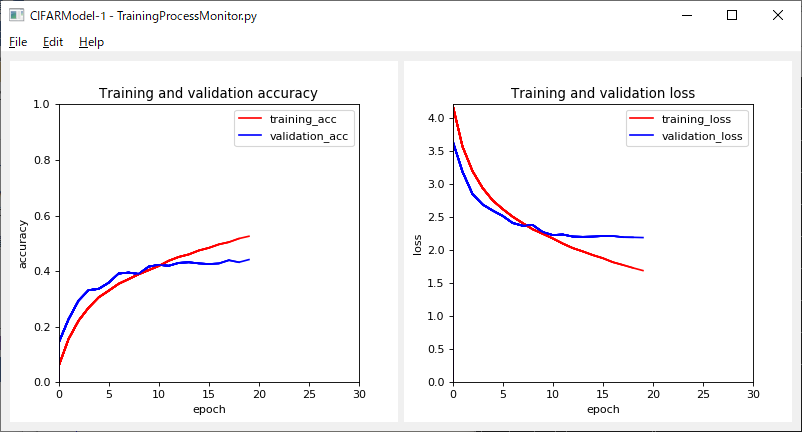 CIFARModel-1 - TrainingProcessMonitor.py
File Edit Help
Training and validation accuracy
1.0
0.8
0.6
0.4
0.2
0.0
accuracy
training_acc
validation_acc
0 5 10 15 20 25 30
epoch
Training and validation loss
4.0
3.5
3.0
2.5
2.0
1.5
1.0
0.5
0.0
loss
training_loss
validation_loss
0 5 10 15 20 25 30
epoch